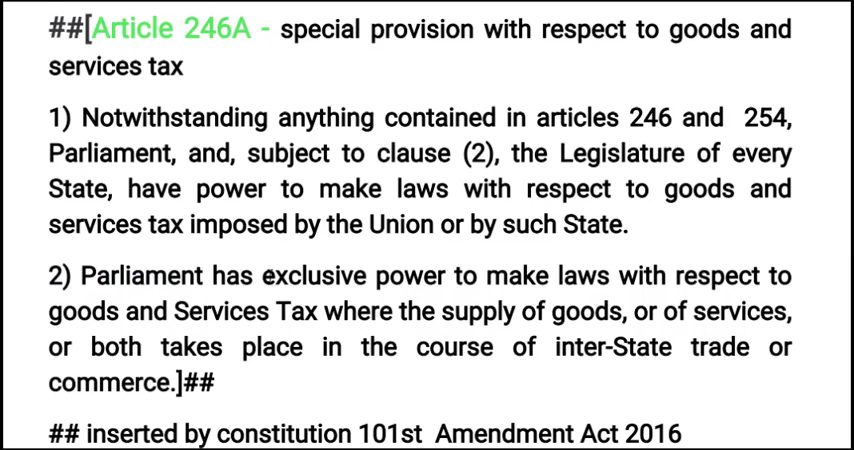 ##[Article 246A - special provision with respect to goods and
services tax
1) Notwithstanding anything contained in articles 246 and 254,
Parliament, and, subject to clause (2), the Legislature of every
State, have power to make laws with respect to goods and
services tax imposed by the Union or by such State.
2) Parliament has exclusive power to make laws with respect to
goods and Services Tax where the supply of goods, or of services,
or both takes place in the course of inter-State trade or
commerce.]##
## inserted by constitution 101st Amendment Act 2016